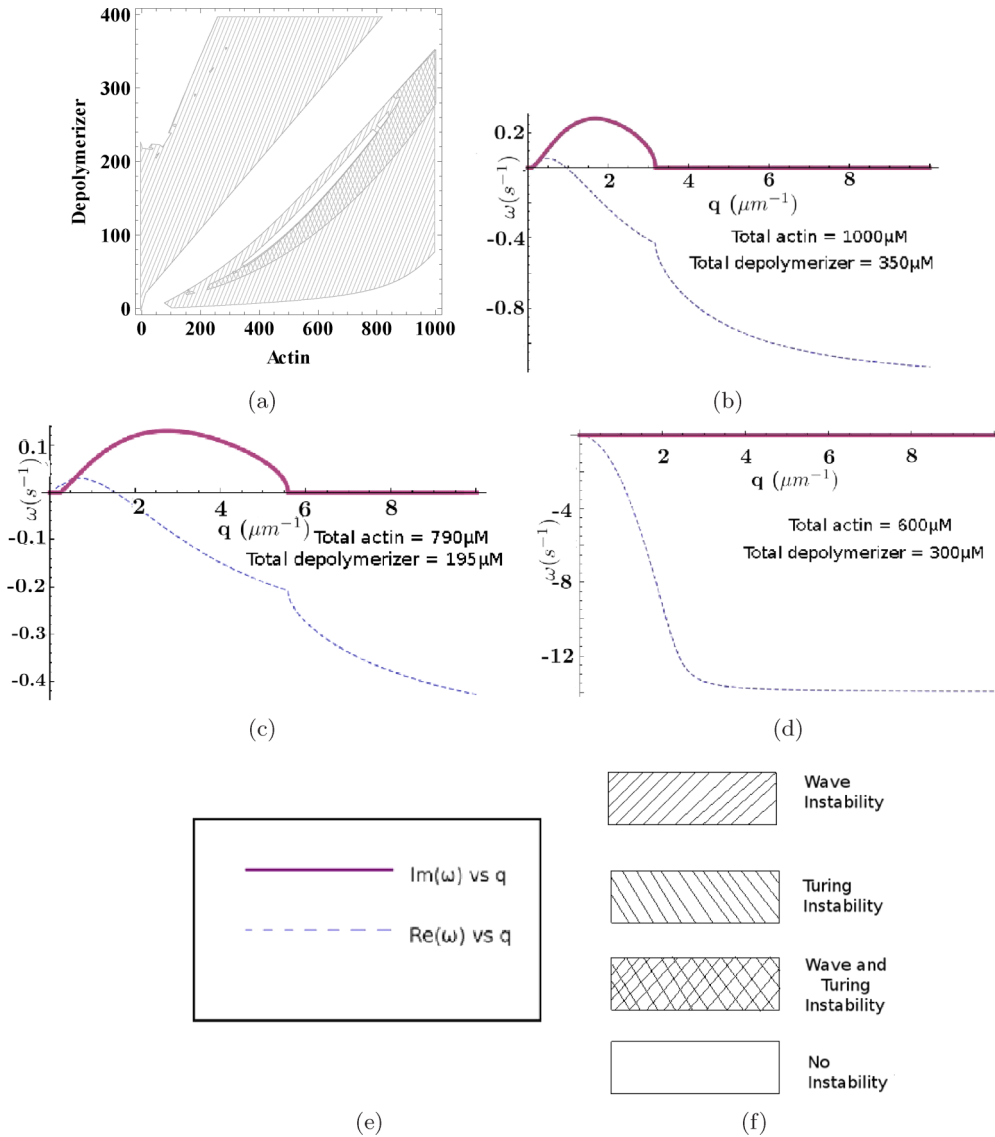 400
300
200
100
0
Depolymerizer
0 200 400 600 800 1000
Actin
(a)
0.2
-0.4
-0.8
ω(s⁻¹)
2 4 6 8
q (μm⁻¹)
Total actin = 1000μM
Total depolymerizer = 350μM
(b)
0.1
-0.1
-0.2
-0.3
-0.4
ω(s⁻¹)
2 4 6 8
q (μm⁻¹)
Total actin = 790μM
Total depolymerizer = 195μM
(c)
-4
-8
-12
ω(s⁻¹)
2 4 6 8
q (μm⁻¹)
Total actin = 600μM
Total depolymerizer = 300μM
(d)
Im(ω) vs q
Re(ω) vs q
(e)
Wave
Instability
Turing
Instability
Wave and
Turing
Instability
No
Instability
(f)